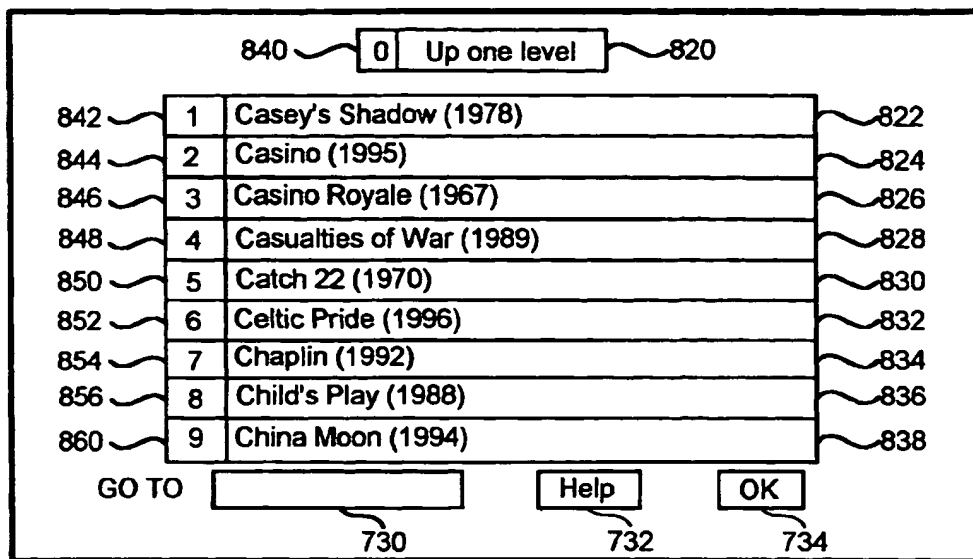 840 0 Up one level 820
842 1 Casey's Shadow (1978) 822
844 2 Casino (1995) 824
846 3 Casino Royale (1967) 826
848 4 Casualties of War (1989) 828
850 5 Catch 22 (1970) 830
852 6 Celtic Pride (1996) 832
854 7 Chaplin (1992) 834
856 8 Child's Play (1988) 836
860 9 China Moon (1994) 838
GO TO Help OK
730 732 734